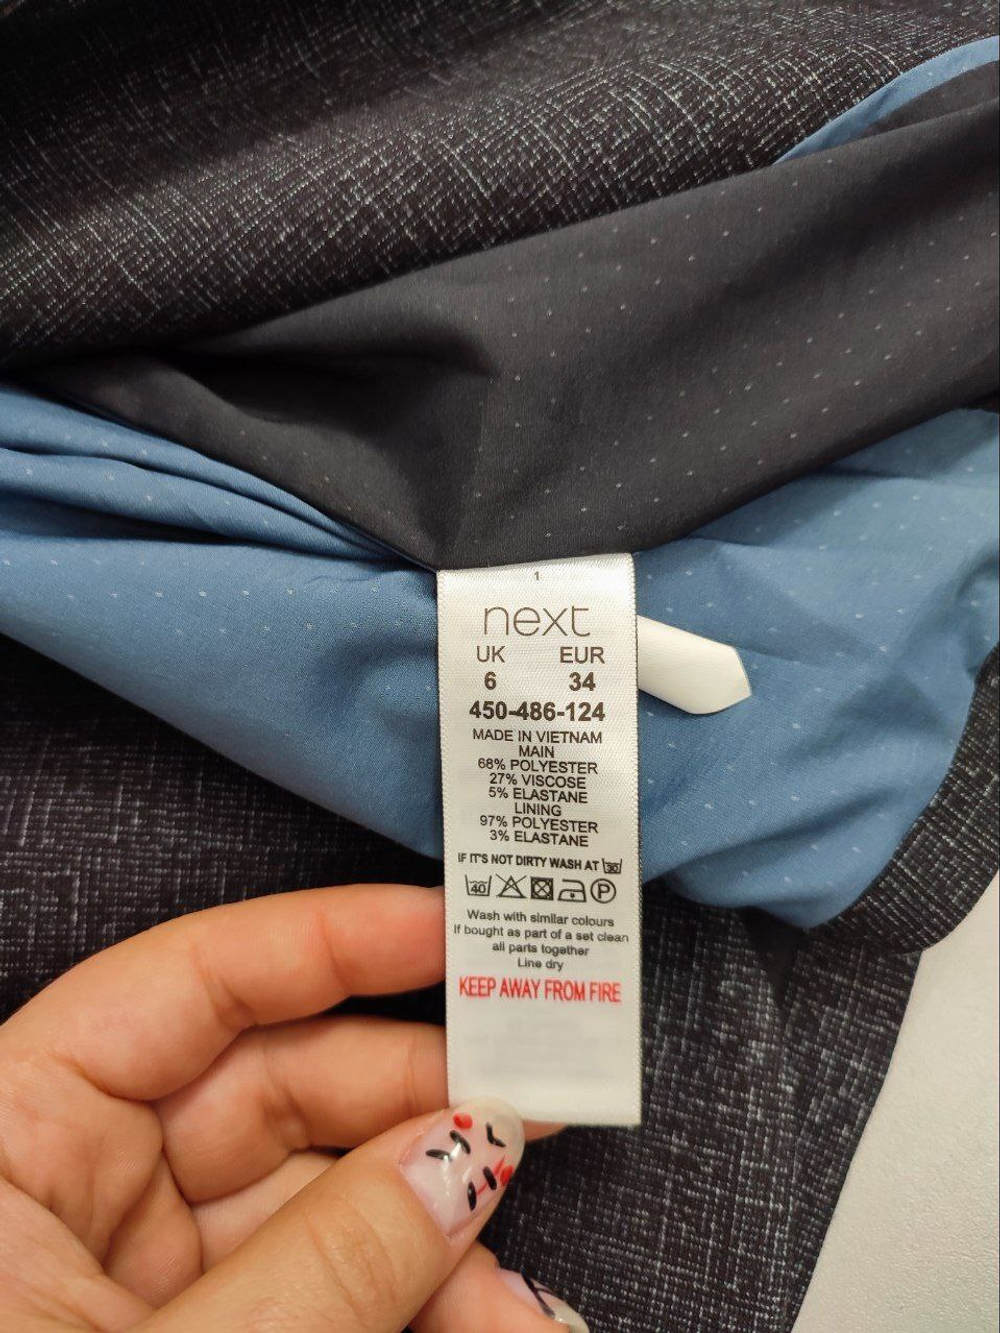 1
next
UK EUR
6 34
450-486-124
MADE IN VIETNAM
MAIN
68% POLYESTER
27% VISCOSE
5% ELASTANE
LINING
97% POLYESTER
3% ELASTANE
IF IT'S NOT DIRTY WASH AT 30
40 P
Wash with similar colours
If bought as part of a set clean
all parts together
Line dry
KEEP AWAY FROM FIRE